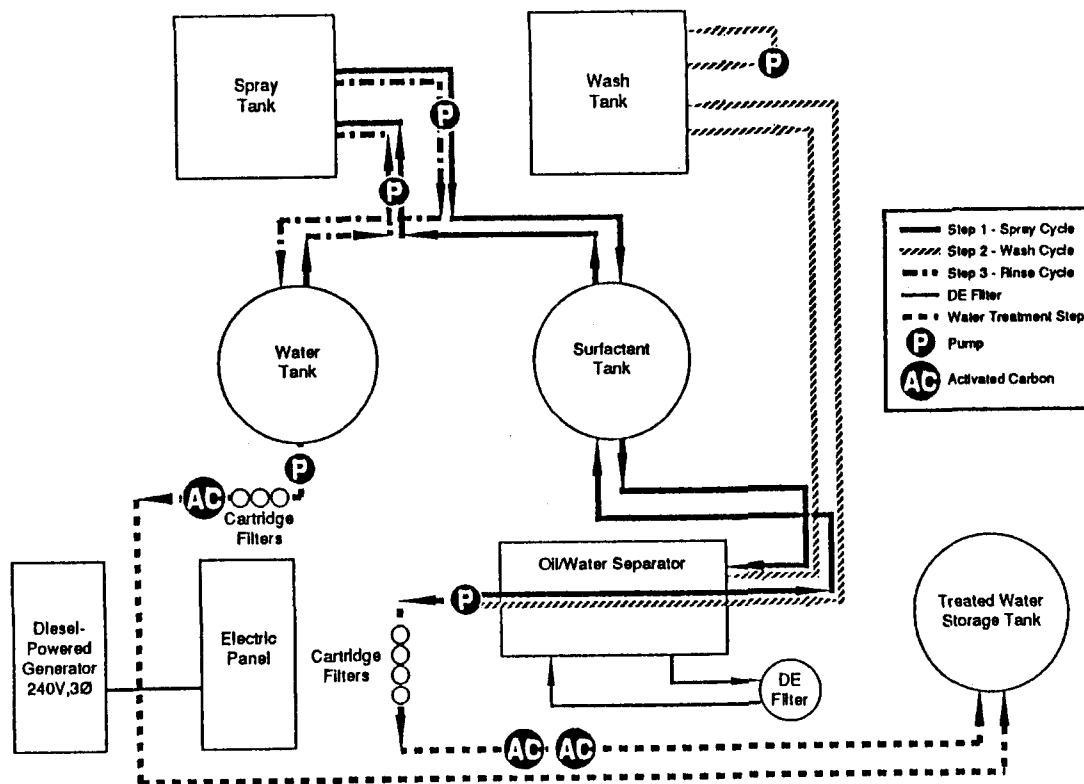 Spray
Tank
Wash
Tank
P
P
P
Step 1 - Spray Cycle
Step 2 - Wash Cycle
Step 3 - Rinse Cycle
DE Filter
Water Treatment Step
P
Pump
AC
Activated Carbon
Water
Tank
Surfactant
Tank
P
AC
Cartridge
Filters
Oil/Water Separator
P
Diesel-
Powered
Generator
240V,3Ø
Electric
Panel
Cartridge
Filters
DE
Filter
Treated Water
Storage Tank
AC
AC